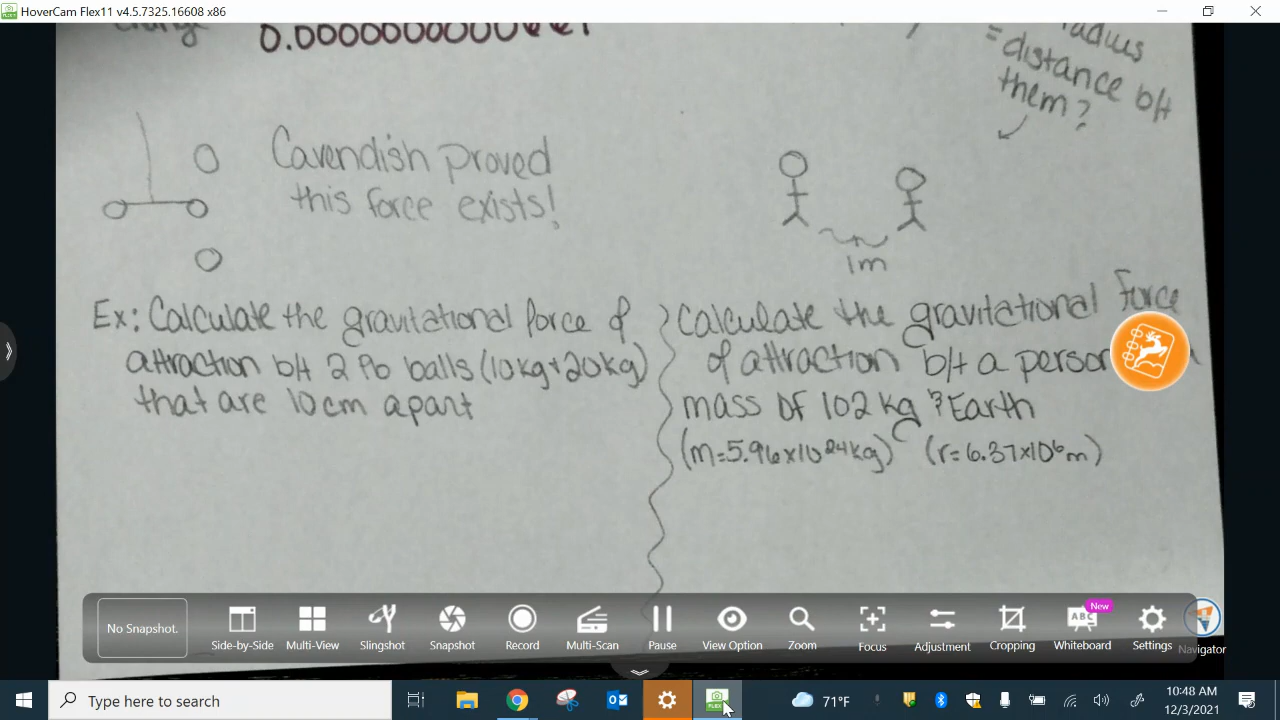 HoverCam Flex11 v4.5.7325.16608 x86
radius
= distance b/t
them?
Cavendish proved
this force exists!
1m
Ex: Calculate the gravitational force of
attraction b/t 2 Pb balls (10kg + 20kg)
that are 10cm apart
Calculate the gravitational force
of attraction b/t a person
mass of 102 kg & Earth
(m=5.96x10²⁴kg) (r=6.37x10⁶m)
No Snapshot.
Side-by-Side
Multi-View
Slingshot
Snapshot
Record
Multi-Scan
Pause
View Option
Zoom
Focus
Adjustment
Cropping
New
ABC
Whiteboard
Settings
Navigator
Type here to search
FLEX
71°F
10:48 AM
12/3/2021